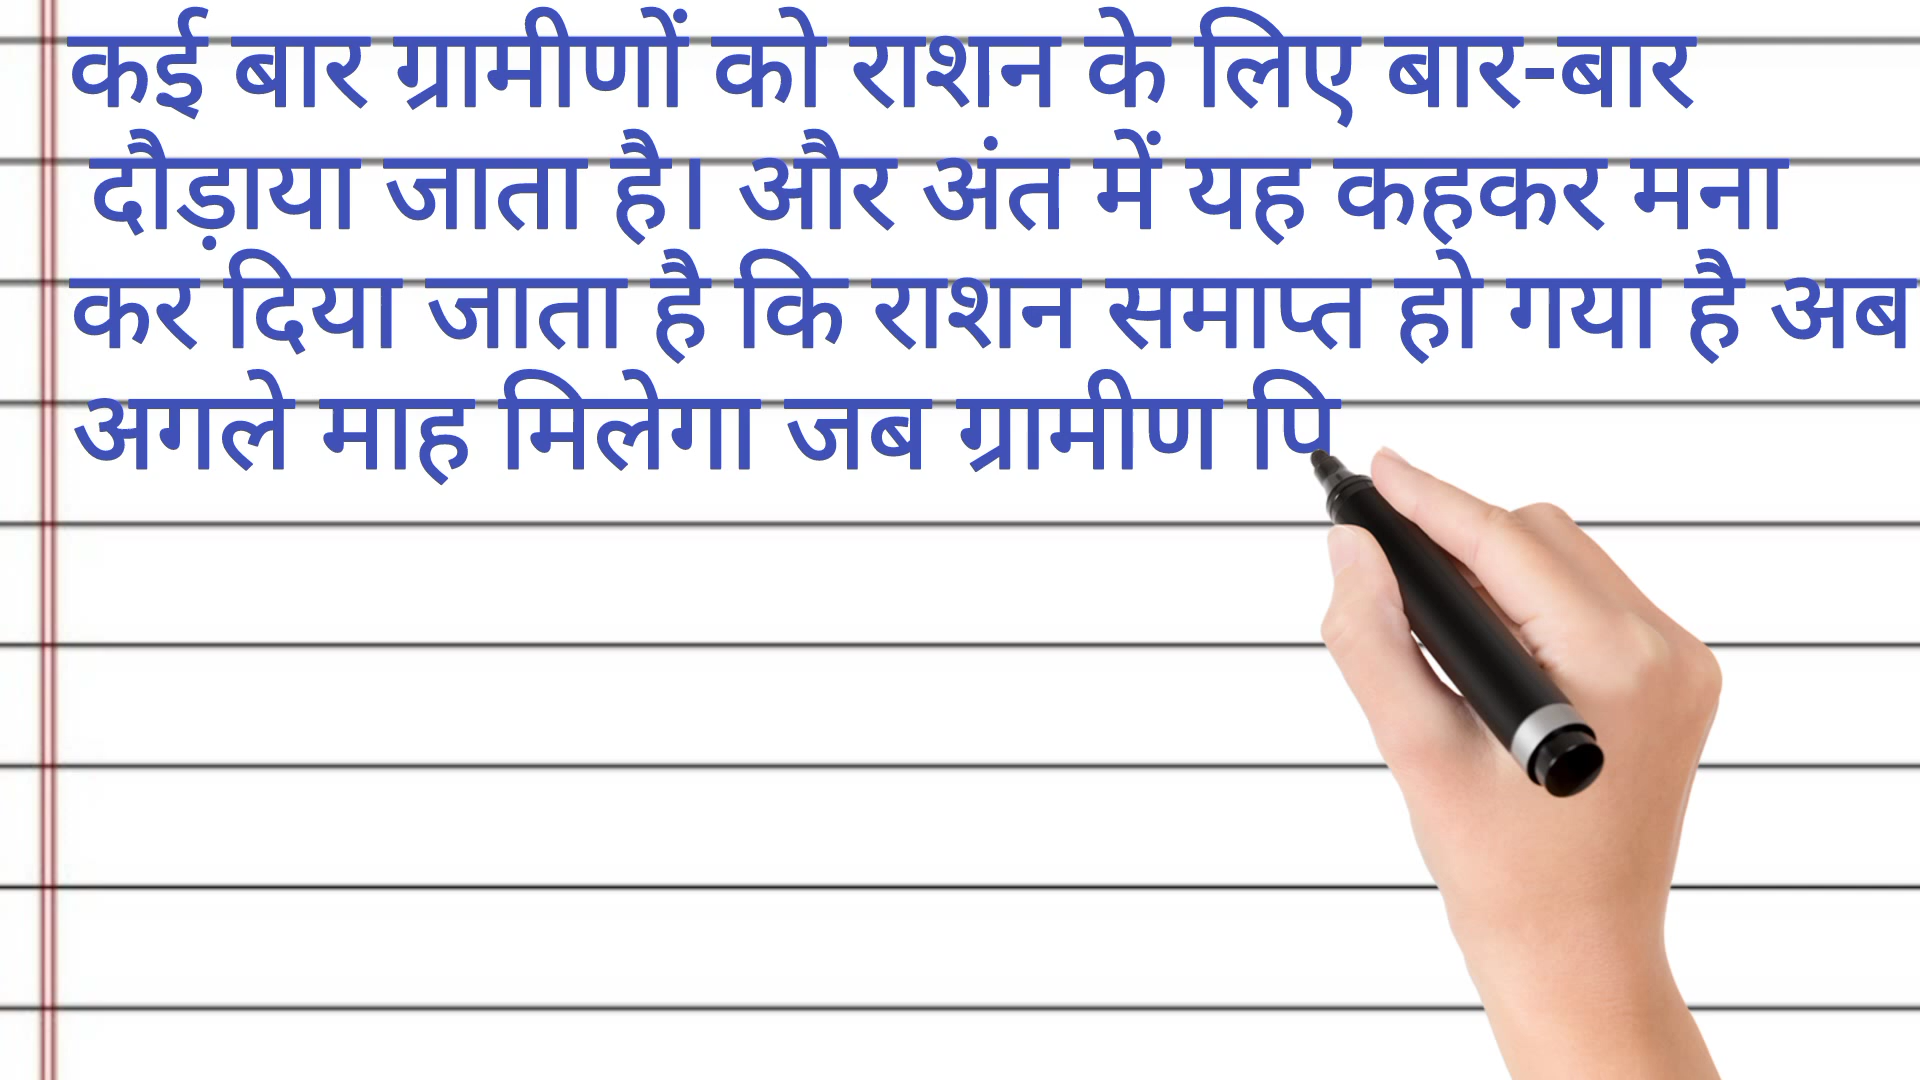 कई बार ग्रामीणों को राशन के लिए बार-बार
दौड़ाया जाता है। और अंत में यह कहकर मना
कर दिया जाता है कि राशन समाप्त हो गया है अब
अगले माह मिलेगा जब ग्रामीण पि